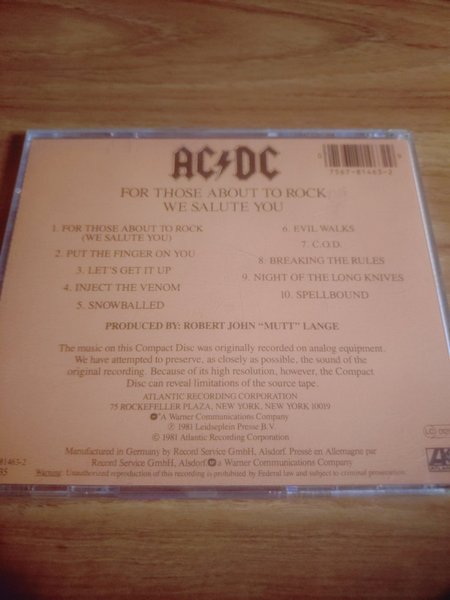 AC⚡DC
FOR THOSE ABOUT TO ROCK
WE SALUTE YOU
0 7567-81463-2 9
1. FOR THOSE ABOUT TO ROCK
(WE SALUTE YOU)
2. PUT THE FINGER ON YOU
3. LET'S GET IT UP
4. INJECT THE VENOM
5. SNOWBALLED
6. EVIL WALKS
7. C.O.D.
8. BREAKING THE RULES
9. NIGHT OF THE LONG KNIVES
10. SPELLBOUND
PRODUCED BY: ROBERT JOHN "MUTT" LANGE
The music on this Compact Disc was originally recorded on analog equipment.
We have attempted to preserve, as closely as possible, the sound of the
original recording. Because of its high resolution, however, the Compact
Disc can reveal limitations of the source tape.
ATLANTIC RECORDING CORPORATION
75 ROCKEFELLER PLAZA, NEW YORK, NEW YORK 10019
A Warner Communications Company
℗ 1981 Leidseplein Presse B.V.
© 1981 Atlantic Recording Corporation
Manufactured in Germany by Record Service GmbH, Alsdorf. Pressé en Allemagne par
Record Service GmbH, Alsdorf. a Warner Communications Company
Warning: Unauthorized reproduction of this recording is prohibited by Federal law and subject to criminal prosecution.
81463-2